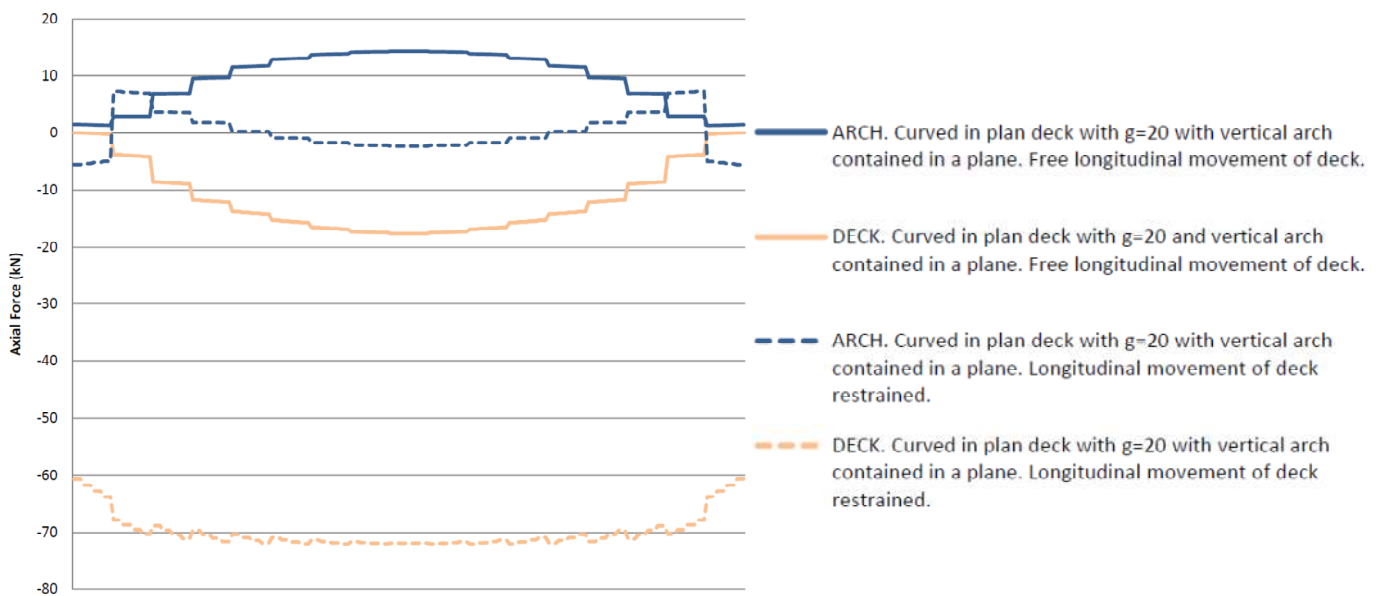 20
10
0
-10
-20
-30
-40
-50
-60
-70
-80
Axial Force (kN)
ARCH. Curved in plan deck with g=20 with vertical arch
contained in a plane. Free longitudinal movement of deck.
DECK. Curved in plan deck with g=20 and vertical arch
contained in a plane. Free longitudinal movement of deck.
ARCH. Curved in plan deck with g=20 with vertical arch
contained in a plane. Longitudinal movement of deck
restrained.
DECK. Curved in plan deck with g=20 with vertical arch
contained in a plane. Longitudinal movement of deck
restrained.